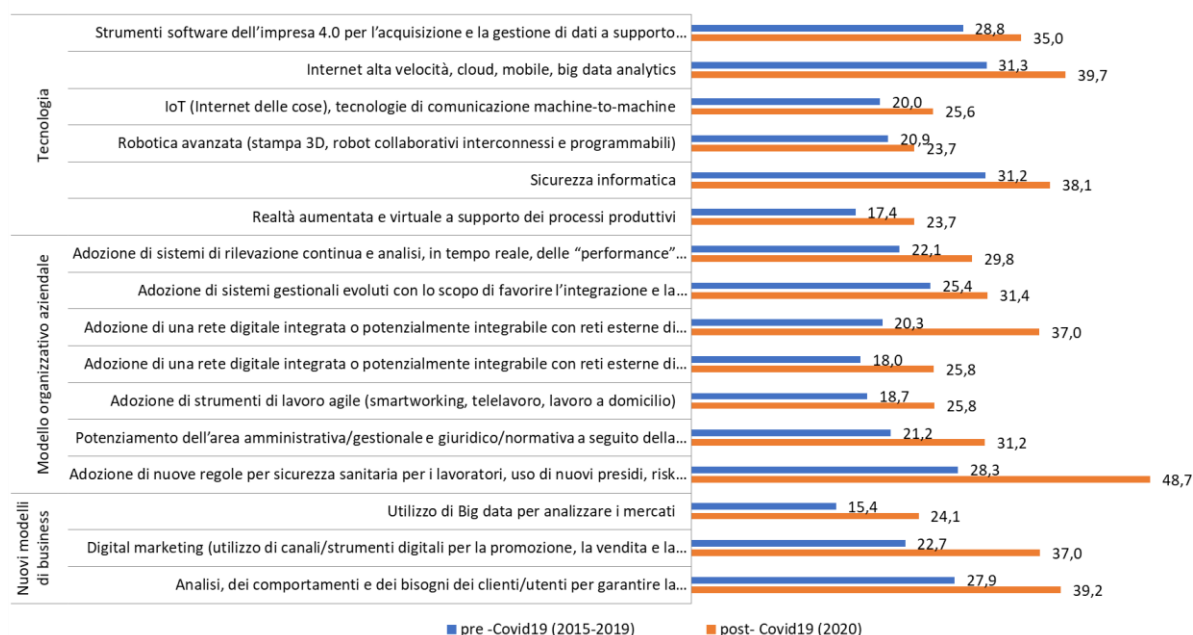 Tecnologia
Strumenti software dell’impresa 4.0 per l’acquisizione e la gestione di dati a supporto…
28,8
35,0
Internet alta velocità, cloud, mobile, big data analytics
31,3
39,7
IoT (Internet delle cose), tecnologie di comunicazione machine-to-machine
20,0
25,6
Robotica avanzata (stampa 3D, robot collaborativi interconnessi e programmabili)
20,9
23,7
Sicurezza informatica
31,2
38,1
Realtà aumentata e virtuale a supporto dei processi produttivi
17,4
23,7
Modello organizzativo aziendale
Adozione di sistemi di rilevazione continua e analisi, in tempo reale, delle “performance”…
22,1
29,8
Adozione di sistemi gestionali evoluti con lo scopo di favorire l’integrazione e la…
25,4
31,4
Adozione di una rete digitale integrata o potenzialmente integrabile con reti esterne di…
20,3
37,0
Adozione di una rete digitale integrata o potenzialmente integrabile con reti esterne di…
18,0
25,8
Adozione di strumenti di lavoro agile (smartworking, telelavoro, lavoro a domicilio)
18,7
25,8
Potenziamento dell’area amministrativa/gestionale e giuridico/normativa a seguito della…
21,2
31,2
Adozione di nuove regole per sicurezza sanitaria per i lavoratori, uso di nuovi presidi, risk…
28,3
48,7
Nuovi modelli
di business
Utilizzo di Big data per analizzare i mercati
15,4
24,1
Digital marketing (utilizzo di canali/strumenti digitali per la promozione, la vendita e la…
22,7
37,0
Analisi, dei comportamenti e dei bisogni dei clienti/utenti per garantire la…
27,9
39,2
pre -Covid19 (2015-2019)
post- Covid19 (2020)